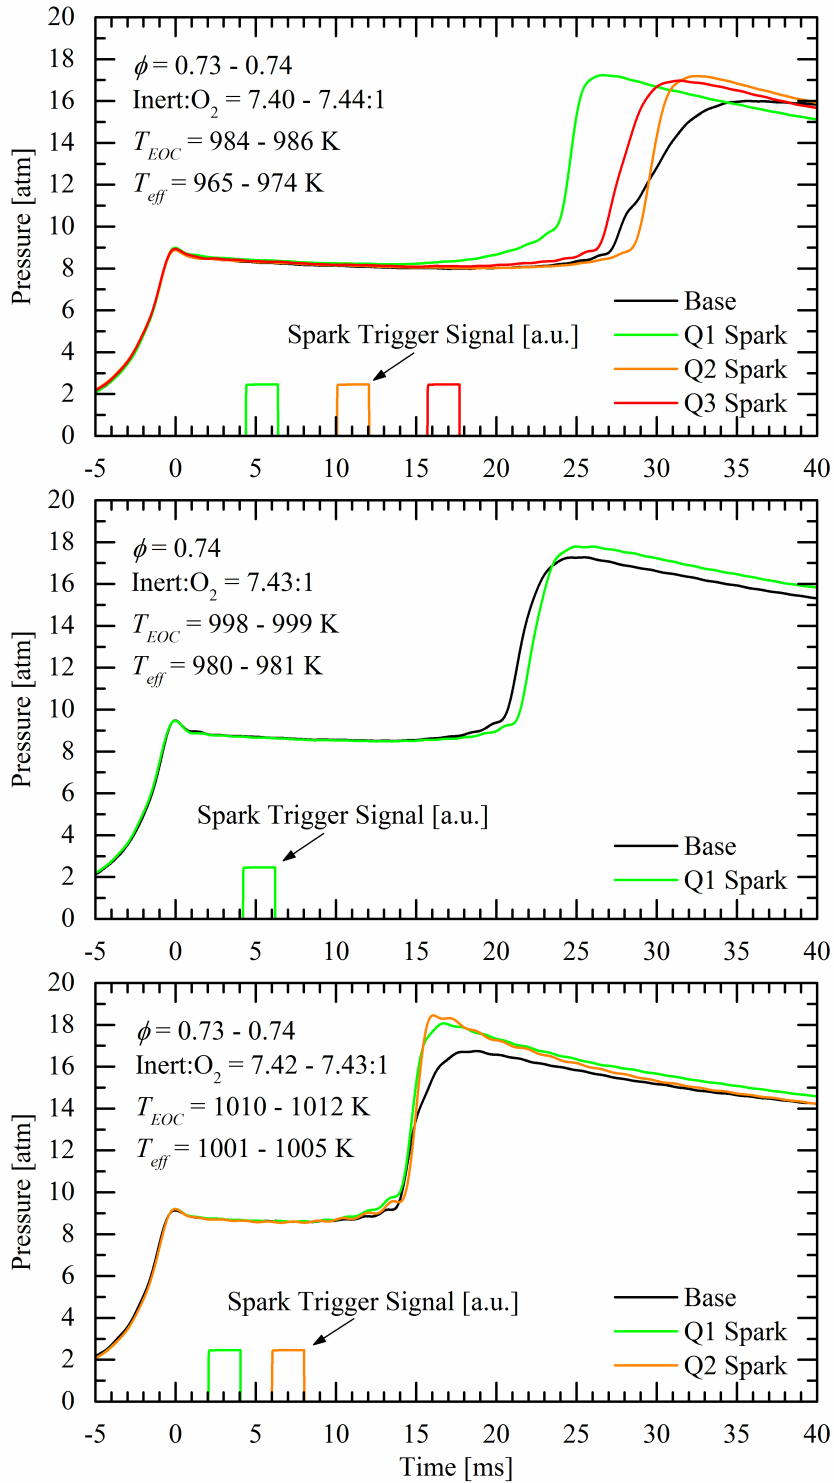 20
18
16
14
12
10
8
6
4
2
0
Pressure [atm]
ϕ = 0.73 - 0.74
Inert:O₂ = 7.40 - 7.44:1
T_EOC = 984 - 986 K
T_eff = 965 - 974 K
Spark Trigger Signal [a.u.]
Base
Q1 Spark
Q2 Spark
Q3 Spark
-5 0 5 10 15 20 25 30 35 40
20
18
16
14
12
10
8
6
4
2
0
Pressure [atm]
ϕ = 0.74
Inert:O₂ = 7.43:1
T_EOC = 998 - 999 K
T_eff = 980 - 981 K
Spark Trigger Signal [a.u.]
Base
Q1 Spark
-5 0 5 10 15 20 25 30 35 40
20
18
16
14
12
10
8
6
4
2
0
Pressure [atm]
ϕ = 0.73 - 0.74
Inert:O₂ = 7.42 - 7.43:1
T_EOC = 1010 - 1012 K
T_eff = 1001 - 1005 K
Spark Trigger Signal [a.u.]
Base
Q1 Spark
Q2 Spark
-5 0 5 10 15 20 25 30 35 40
Time [ms]